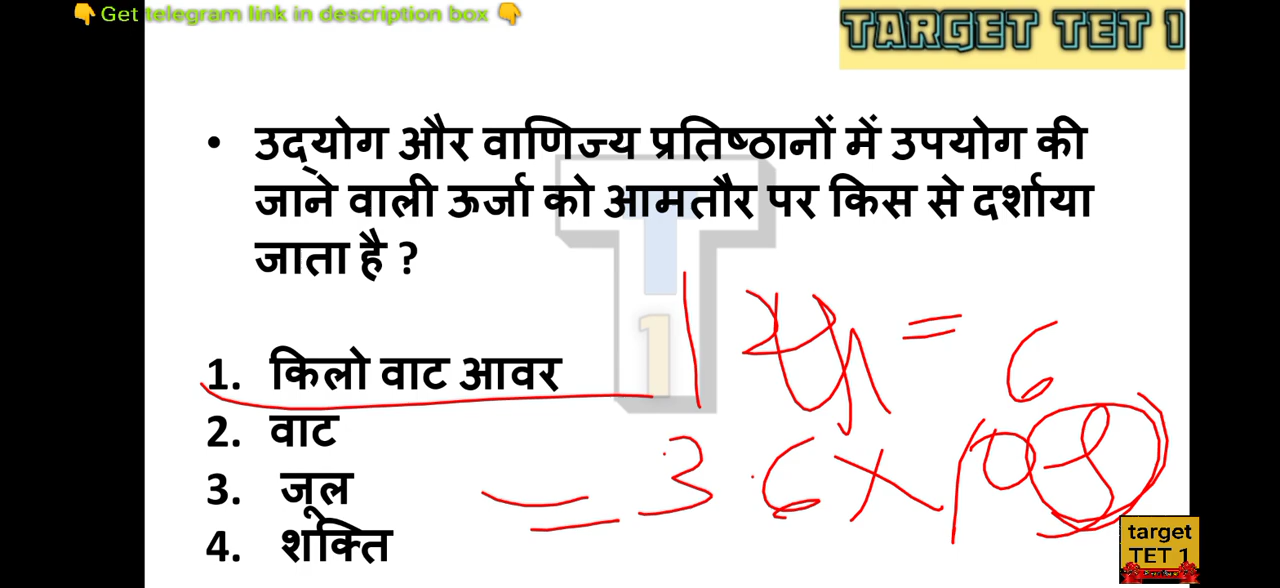 👇 Get telegram link in description box 👇
TARGET TET 1
• उद्योग और वाणिज्य प्रतिष्ठानों में उपयोग की
जाने वाली ऊर्जा को आमतौर पर किस से दर्शाया
जाता है ?
1. किलो वाट आवर
2. वाट
3. जूल
4. शक्ति
T
1
= 3.6 x 10
6
target
TET 1